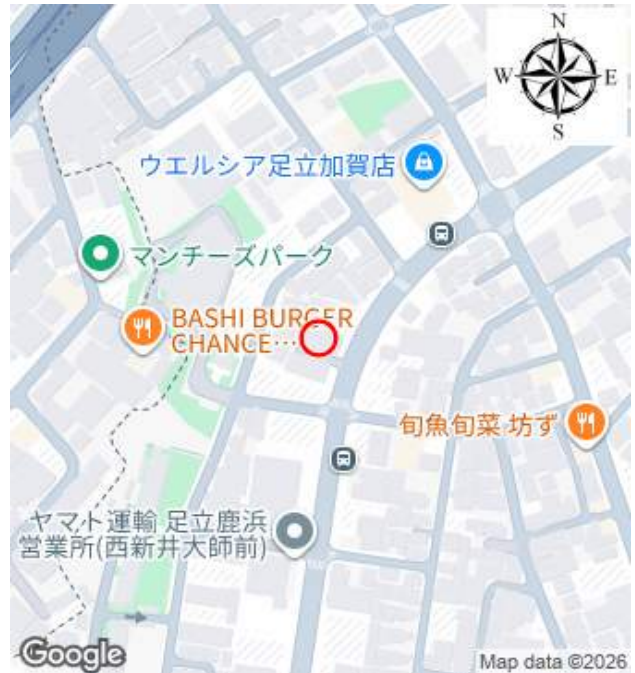 N
W
E
S
ウエルシア足立加賀店
マンチーズパーク
BASHI BURGER
CHANCE…
旬魚旬菜 坊ず
ヤマト運輸 足立鹿浜
営業所(西新井大師前)
Google
Map data ©2026